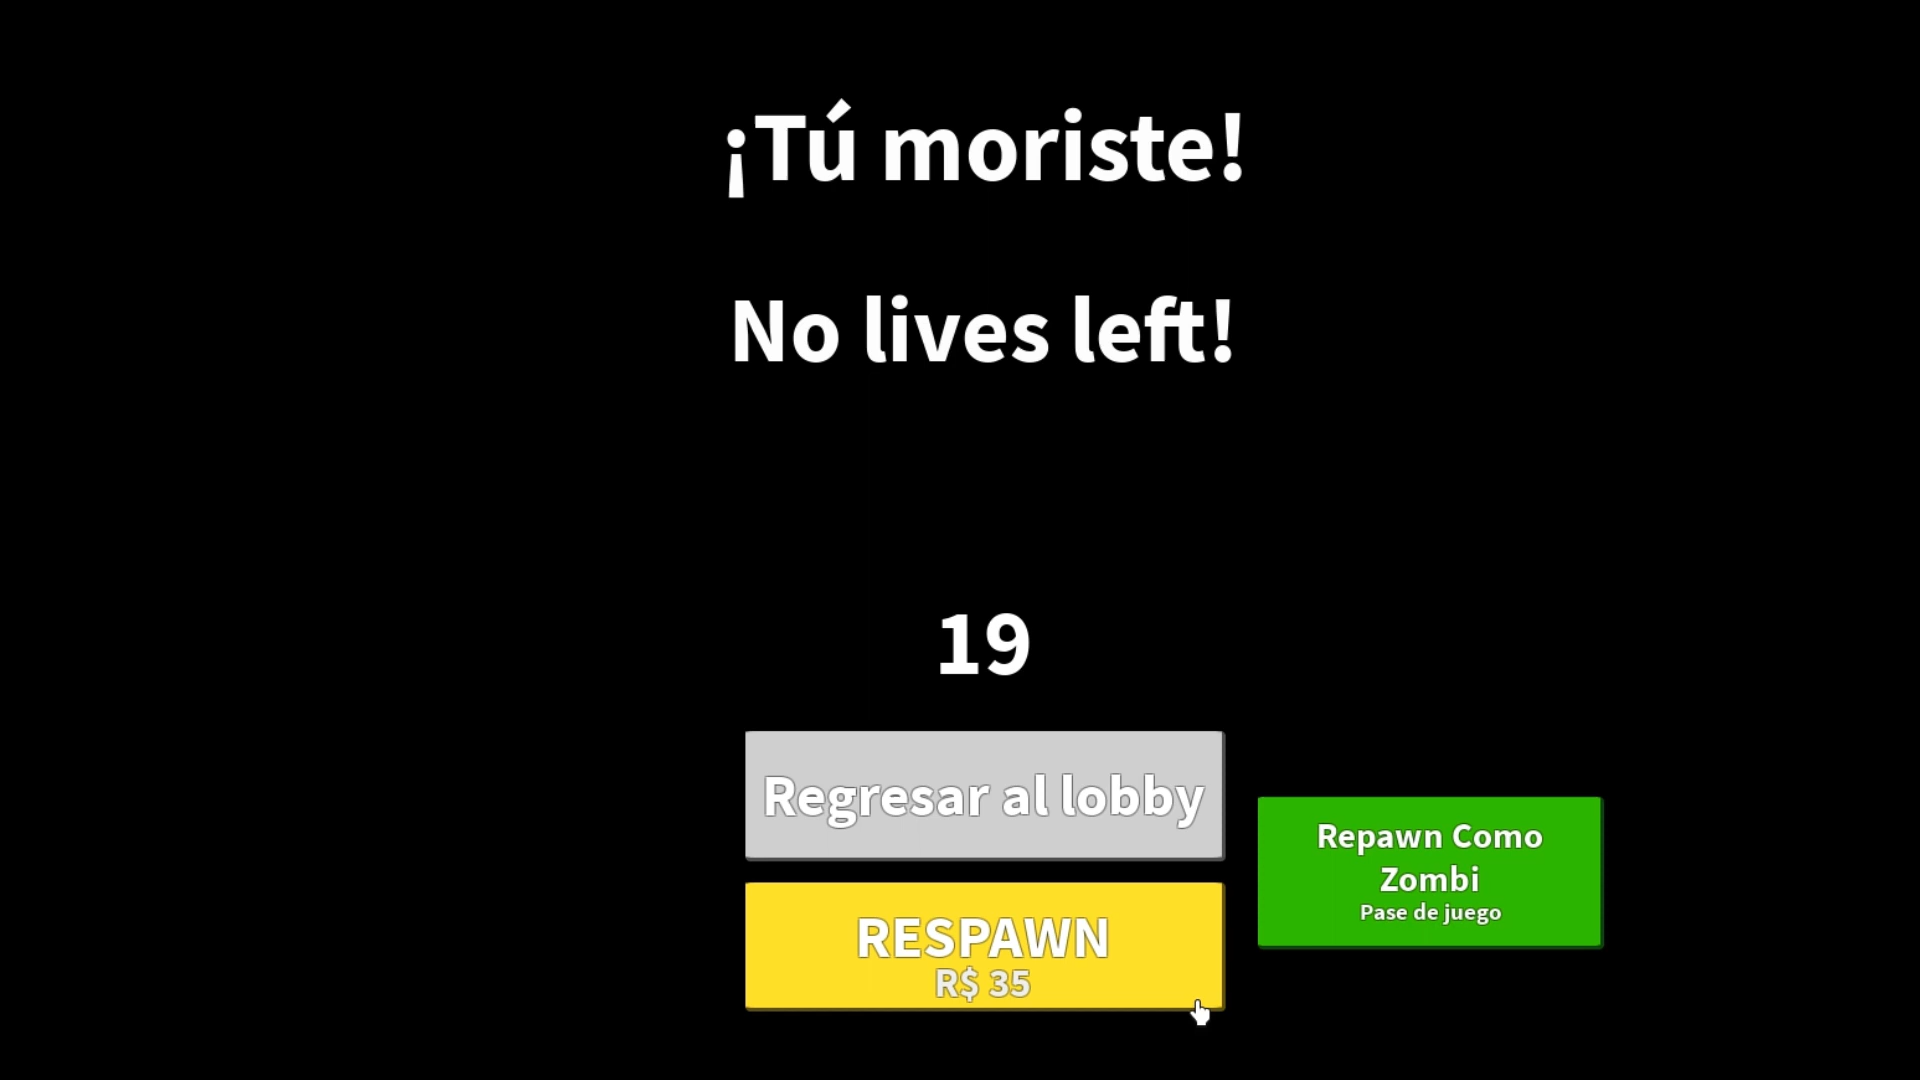 ¡Tú moriste!
No lives left!
19
Regresar al lobby
RESPAWN
R$ 35
Repawn Como
Zombi
Pase de juego